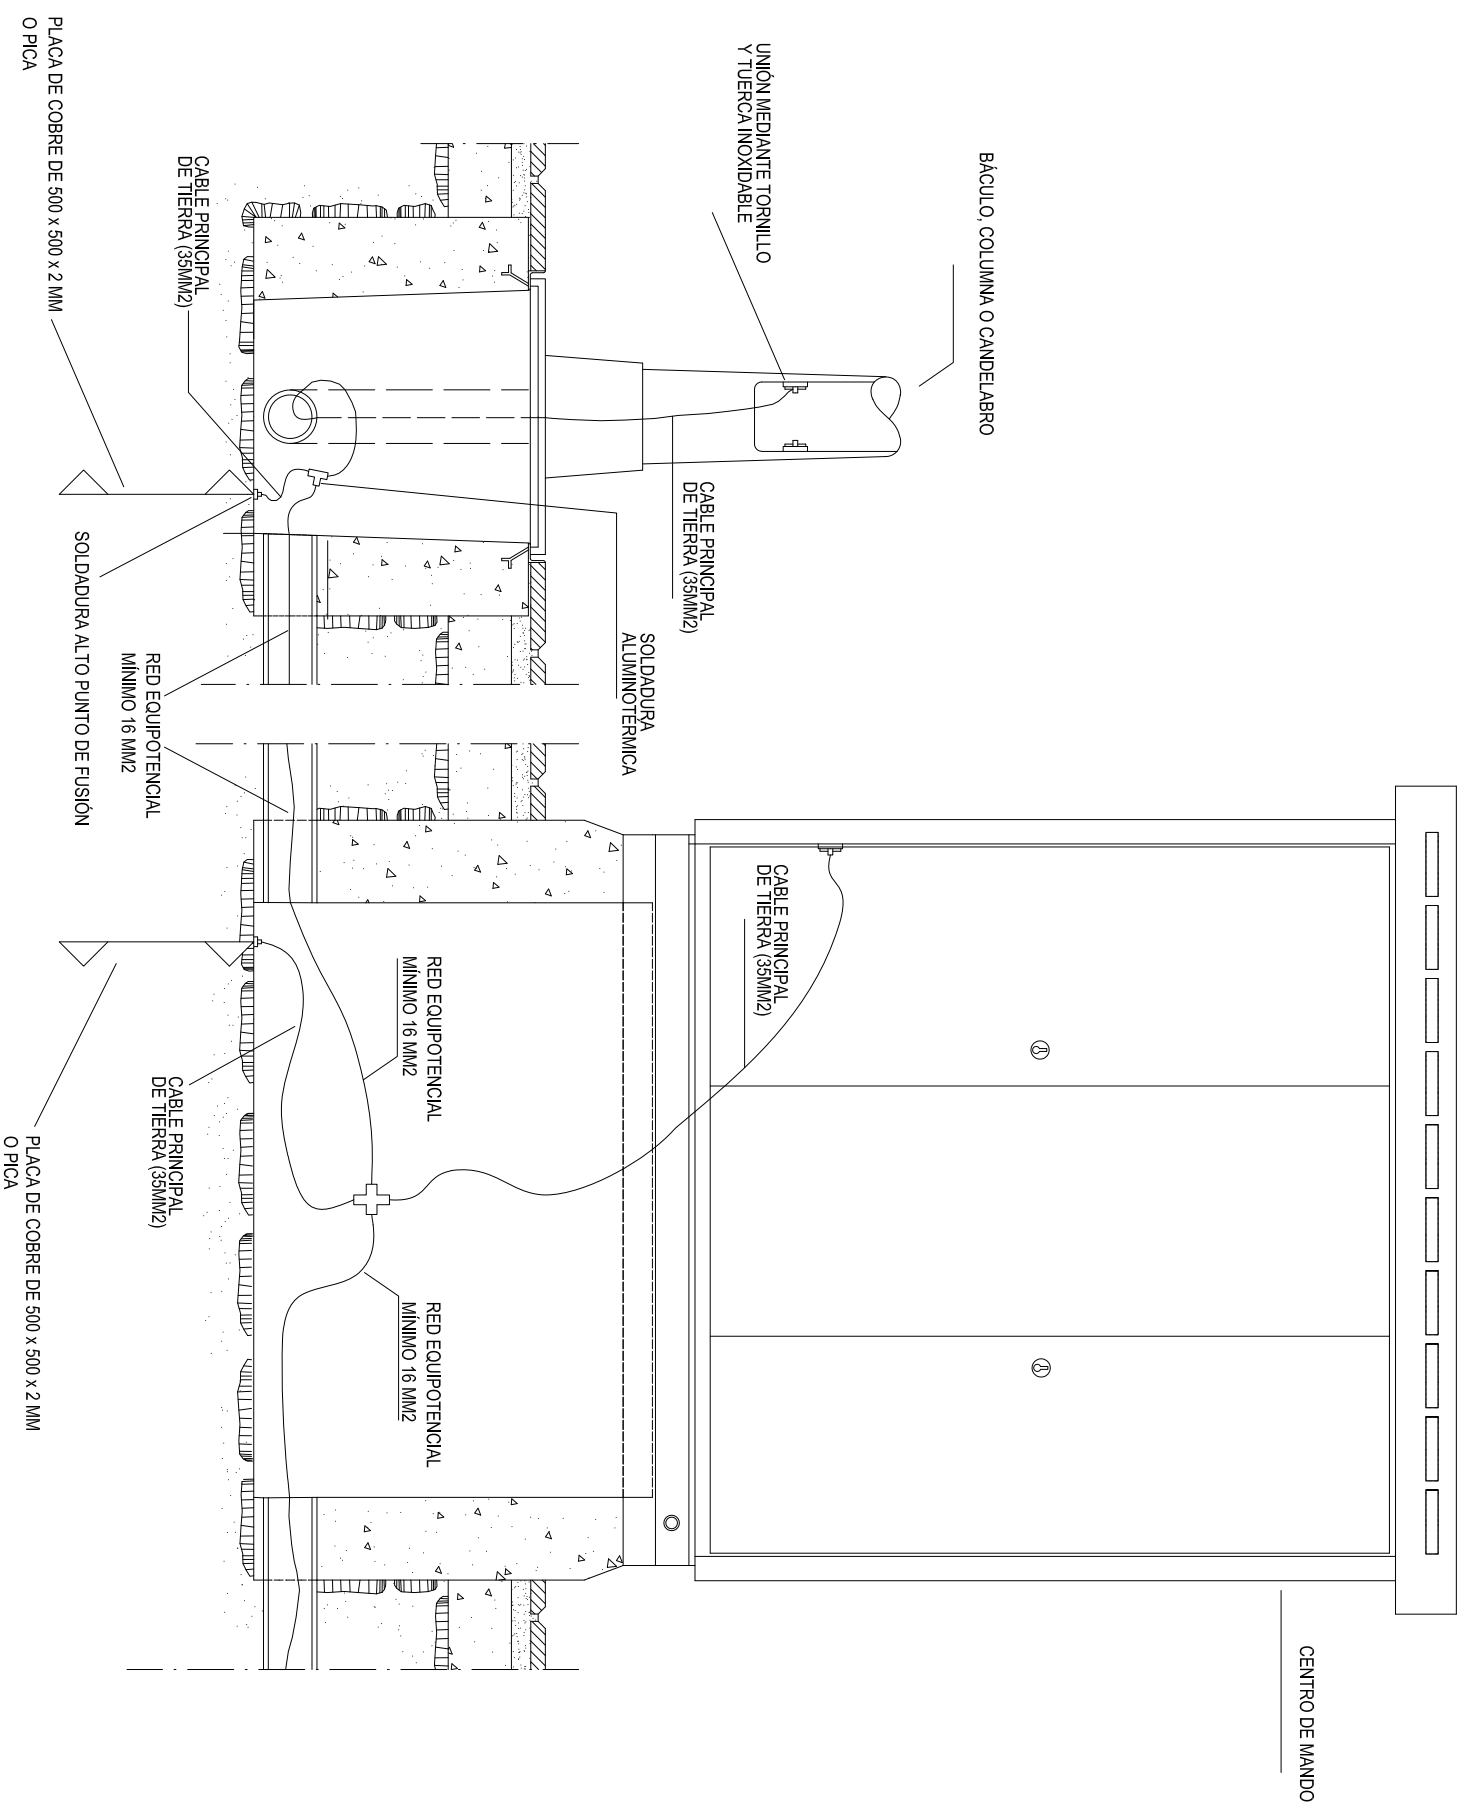 BÁCULO, COLUMNA O CANDELABRO
UNIÓN MEDIANTE TORNILLO
Y TUERCA INOXIDABLE
CABLE PRINCIPAL
DE TIERRA (35MM2)
PLACA DE COBRE DE 500 x 500 x 2 MM
O PICA
CABLE PRINCIPAL
DE TIERRA (35MM2)
SOLDADURA
ALUMINOTÉRMICA
SOLDADURA ALTO PUNTO DE FUSIÓN
RED EQUIPOTENCIAL
MÍNIMO 16 MM2
CENTRO DE MANDO
CABLE PRINCIPAL
DE TIERRA (35MM2)
RED EQUIPOTENCIAL
MÍNIMO 16 MM2
RED EQUIPOTENCIAL
MÍNIMO 16 MM2
CABLE PRINCIPAL
DE TIERRA (35MM2)
PLACA DE COBRE DE 500 x 500 x 2 MM
O PICA